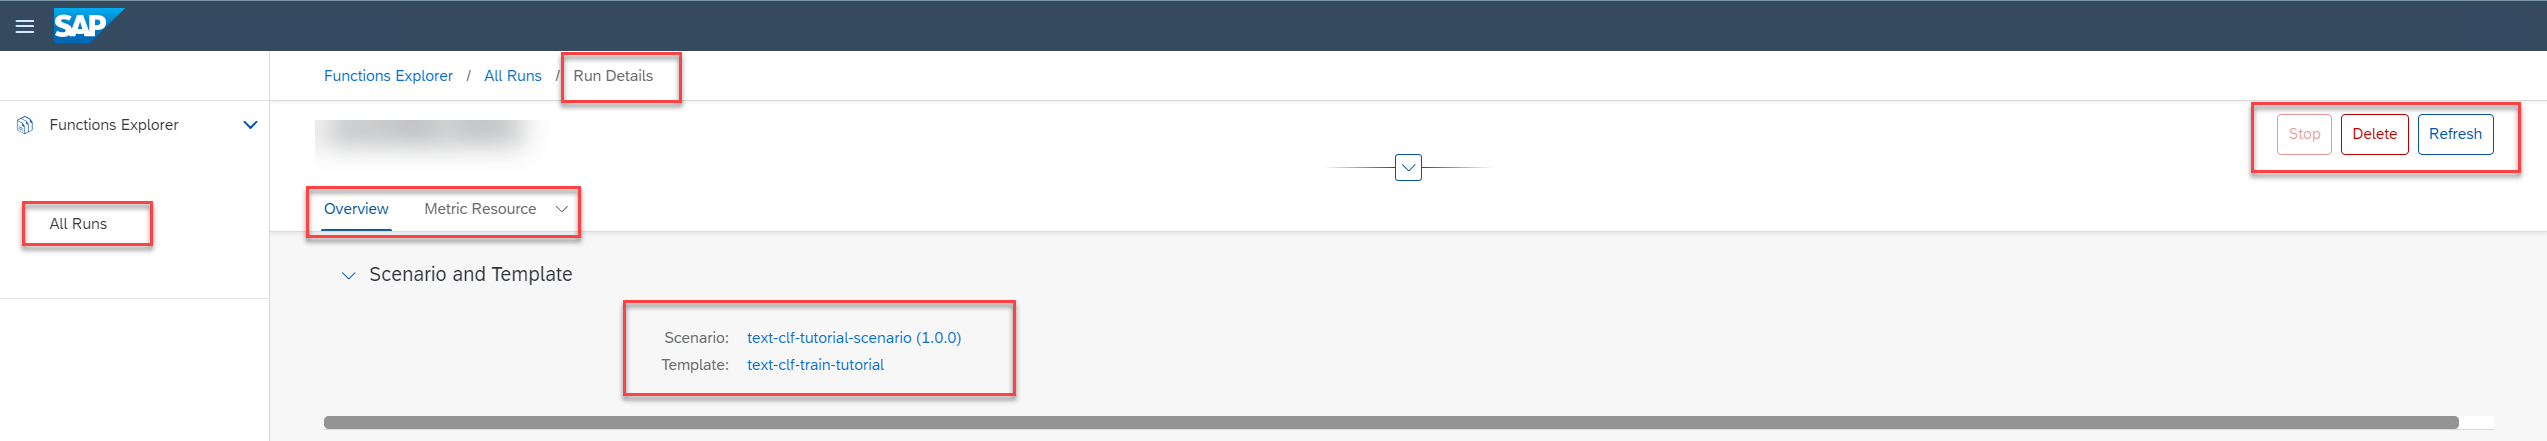 SAP
Functions Explorer / All Runs / Run Details
Functions Explorer
Stop Delete Refresh
Overview Metric Resource
All Runs
Scenario and Template
Scenario: text-clf-tutorial-scenario (1.0.0)
Template: text-clf-train-tutorial